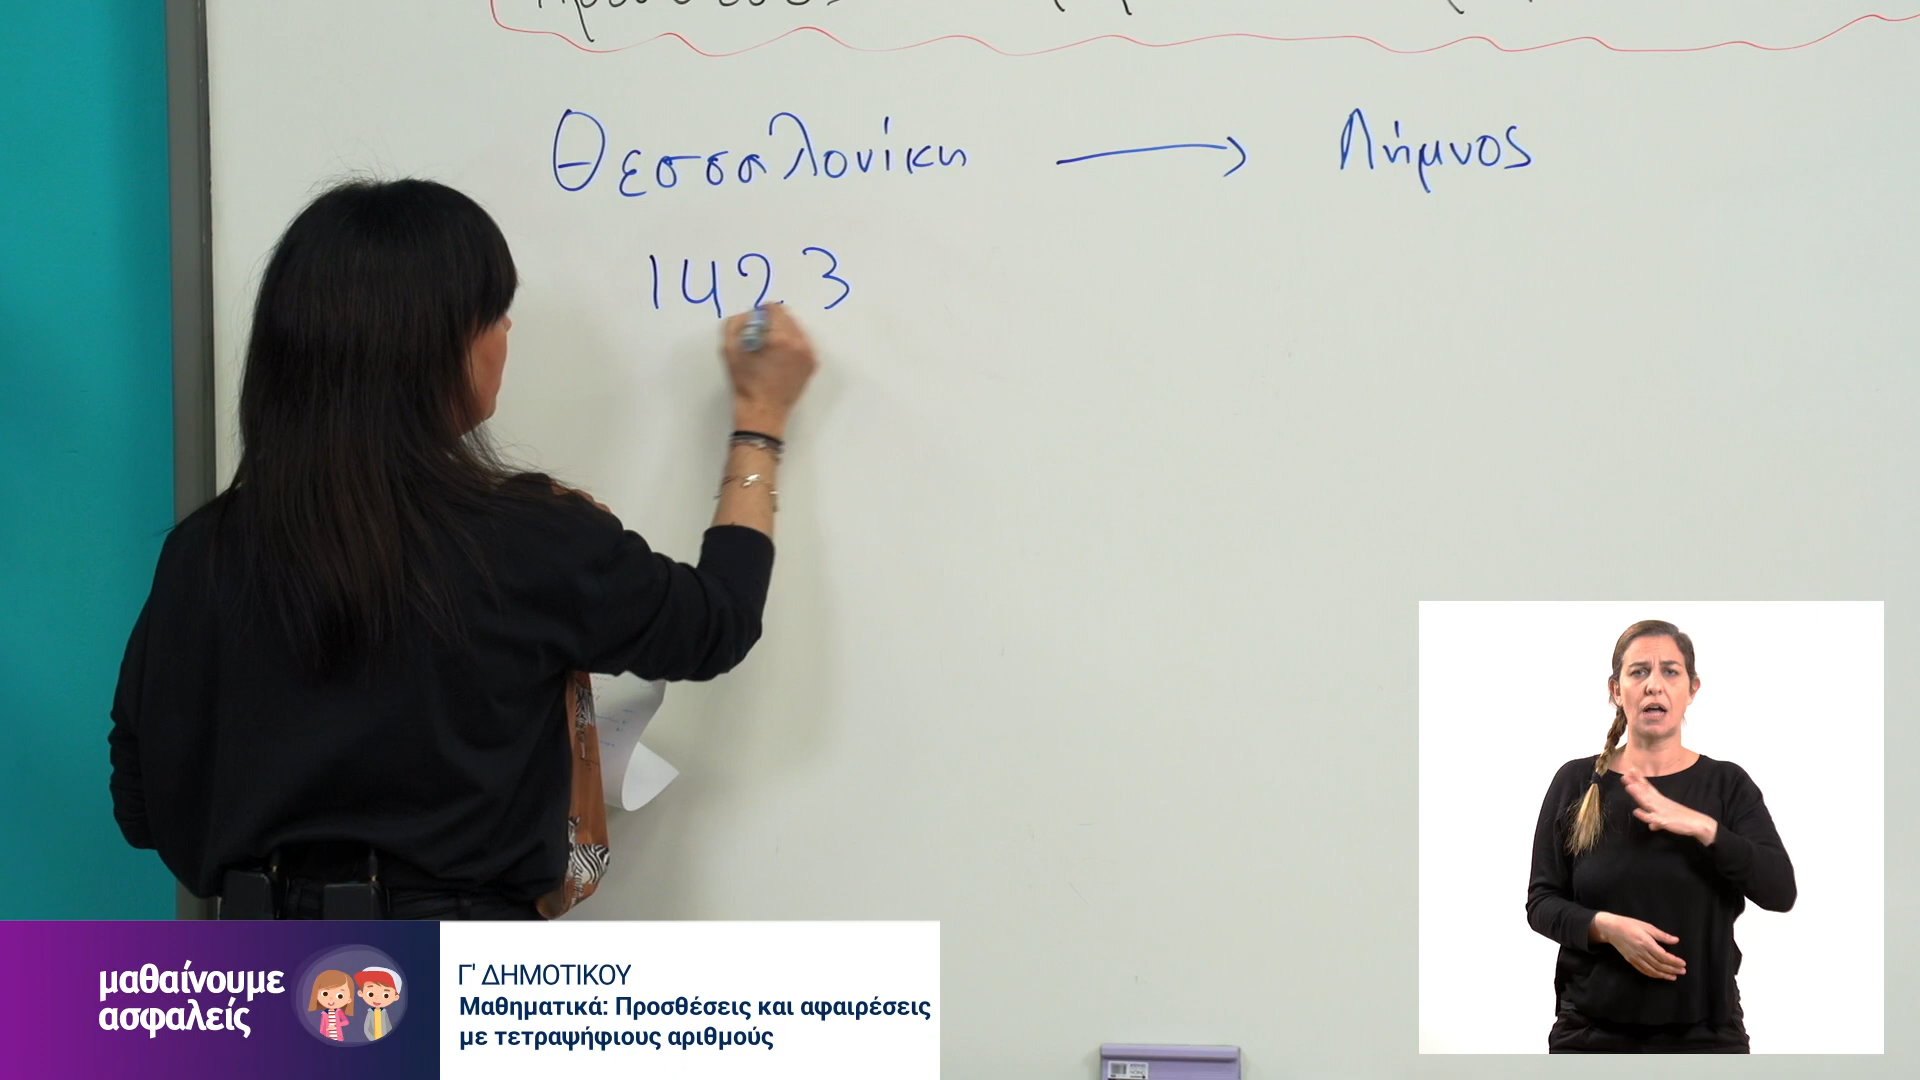 Θεσσαλονίκη → Λήμνος
1423
μαθαίνουμε
ασφαλείς
Γ' ΔΗΜΟΤΙΚΟΥ
Μαθηματικά: Προσθέσεις και αφαιρέσεις
με τετραψήφιους αριθμούς